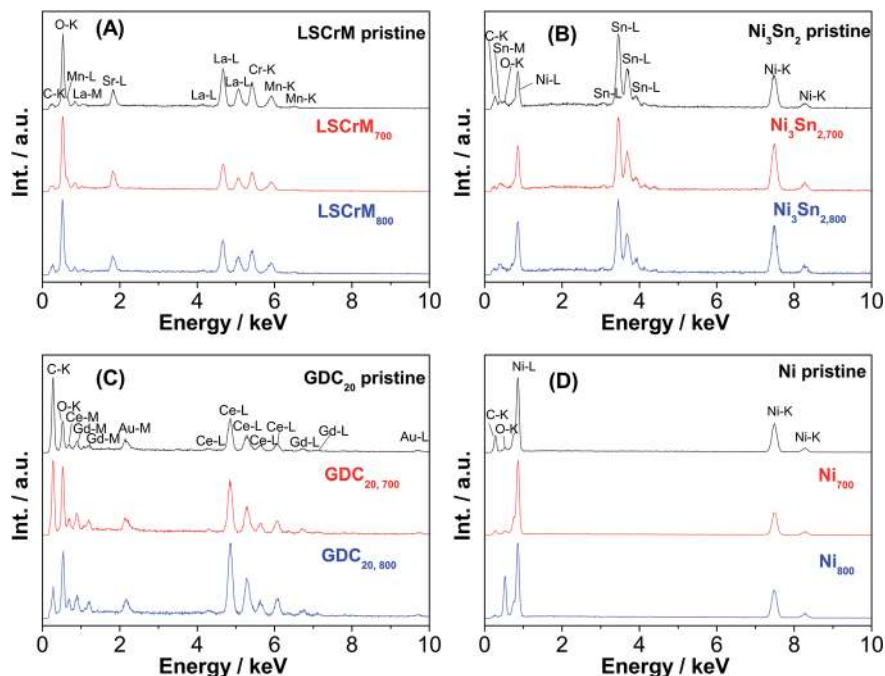 (A) LSCrM pristine
O-K
Mn-L
C-K
La-M
Sr-L
La-L
La-L
La-L
Cr-K
Mn-K
Mn-K
LSCrM700
LSCrM800
Int. / a.u.
0 2 4 6 8 10
Energy / keV
(B) Ni3Sn2 pristine
C-K
Sn-M
O-K
Ni-L
Sn-L
Sn-L
Sn-L
Sn-L
Ni-K
Ni-K
Ni3Sn2,700
Ni3Sn2,800
Int. / a.u.
0 2 4 6 8 10
Energy / keV
(C) GDC20 pristine
C-K
O-K
Ce-M
Gd-M
Gd-M
Au-M
Ce-L
Ce-L
Ce-L
Ce-L
Ce-L
Gd-L
Gd-L
Au-L
GDC20, 700
GDC20, 800
Int. / a.u.
0 2 4 6 8 10
Energy / keV
(D) Ni pristine
Ni-L
C-K
O-K
Ni-K
Ni-K
Ni700
Ni800
Int. / a.u.
0 2 4 6 8 10
Energy / keV